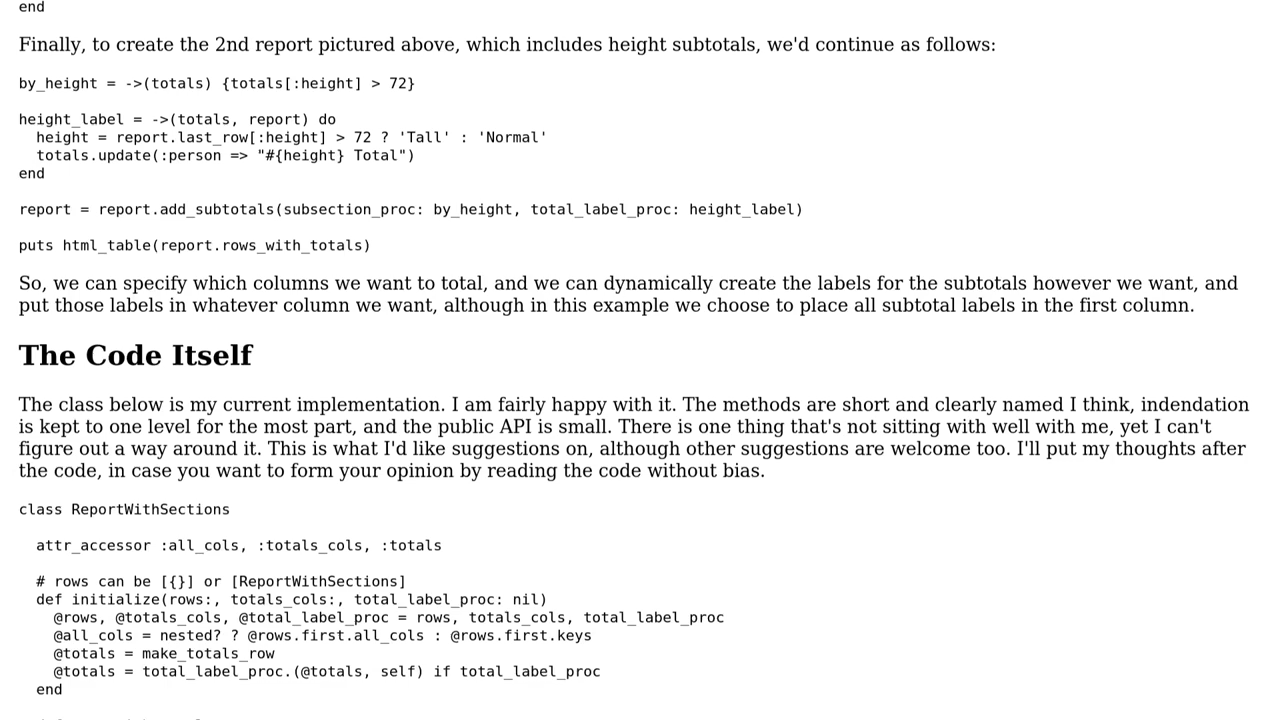 end
Finally, to create the 2nd report pictured above, which includes height subtotals, we'd continue as follows:
by_height = ->(totals) {totals[:height] > 72}
height_label = ->(totals, report) do
  height = report.last_row[:height] > 72 ? 'Tall' : 'Normal'
  totals.update(:person => "#{height} Total")
end
report = report.add_subtotals(subsection_proc: by_height, total_label_proc: height_label)
puts html_table(report.rows_with_totals)
So, we can specify which columns we want to total, and we can dynamically create the labels for the subtotals however we want, and
put those labels in whatever column we want, although in this example we choose to place all subtotal labels in the first column.
The Code Itself
The class below is my current implementation. I am fairly happy with it. The methods are short and clearly named I think, indendation
is kept to one level for the most part, and the public API is small. There is one thing that's not sitting with well with me, yet I can't
figure out a way around it. This is what I'd like suggestions on, although other suggestions are welcome too. I'll put my thoughts after
the code, in case you want to form your opinion by reading the code without bias.
class ReportWithSections
  attr_accessor :all_cols, :totals_cols, :totals
  # rows can be [{}] or [ReportWithSections]
  def initialize(rows:, totals_cols:, total_label_proc: nil)
    @rows, @totals_cols, @total_label_proc = rows, totals_cols, total_label_proc
    @all_cols = nested? ? @rows.first.all_cols : @rows.first.keys
    @totals = make_totals_row
    @totals = total_label_proc.(@totals, self) if total_label_proc
  end